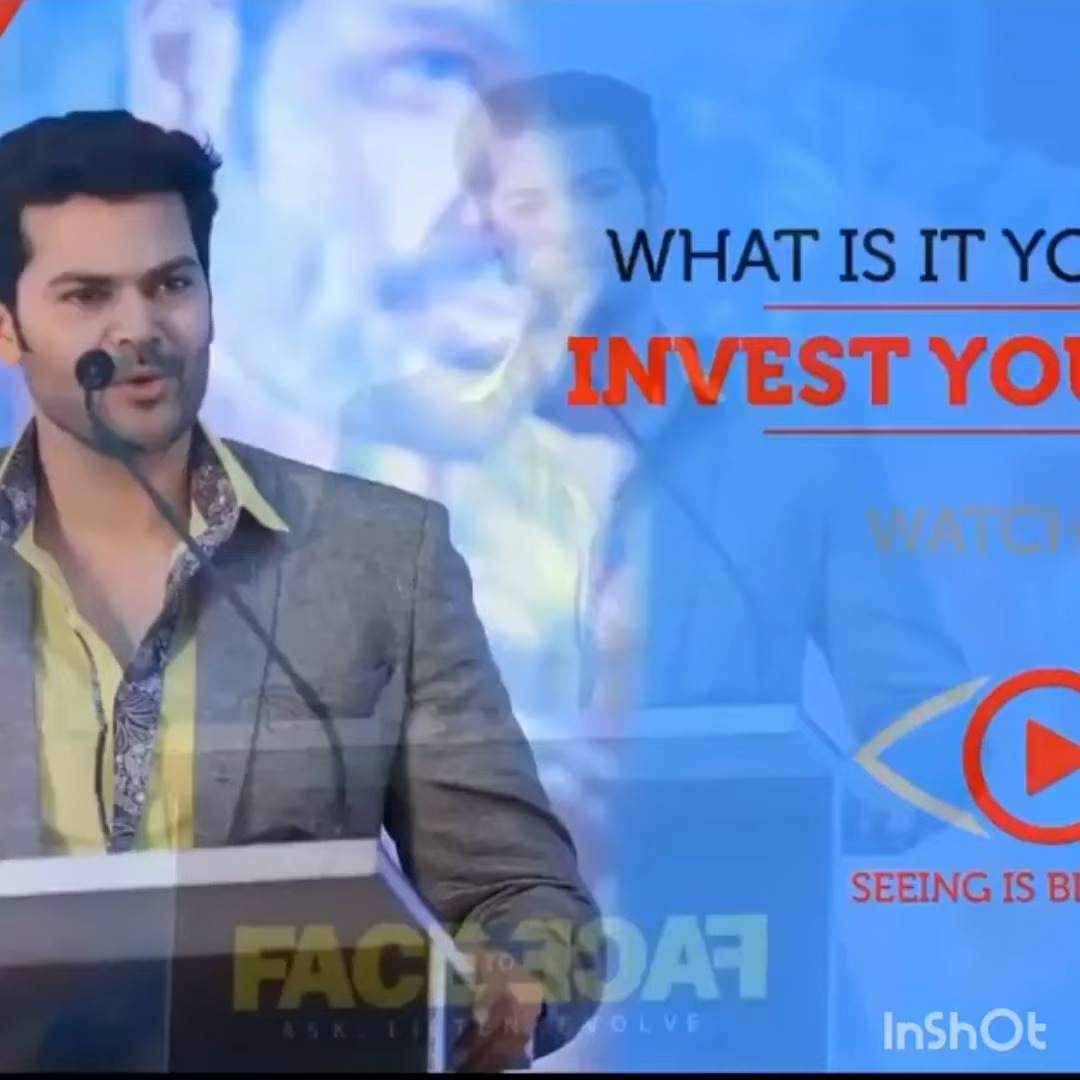 WHAT IS IT YO
INVEST YOU
WATCH
SEEING IS BE
FACE TO FACE
ASK. LISTEN. EVOLVE
InShOt